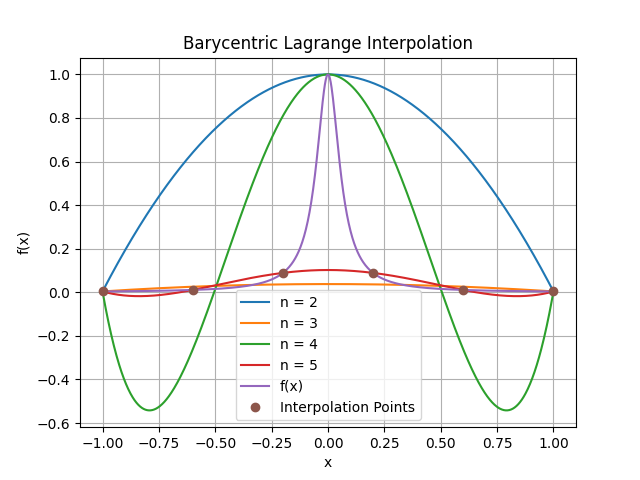 Barycentric Lagrange Interpolation
f(x)
1.0
0.8
0.6
0.4
0.2
0.0
−0.2
−0.4
−0.6
n = 2
n = 3
n = 4
n = 5
f(x)
Interpolation Points
−1.00 −0.75 −0.50 −0.25 0.00 0.25 0.50 0.75 1.00
x